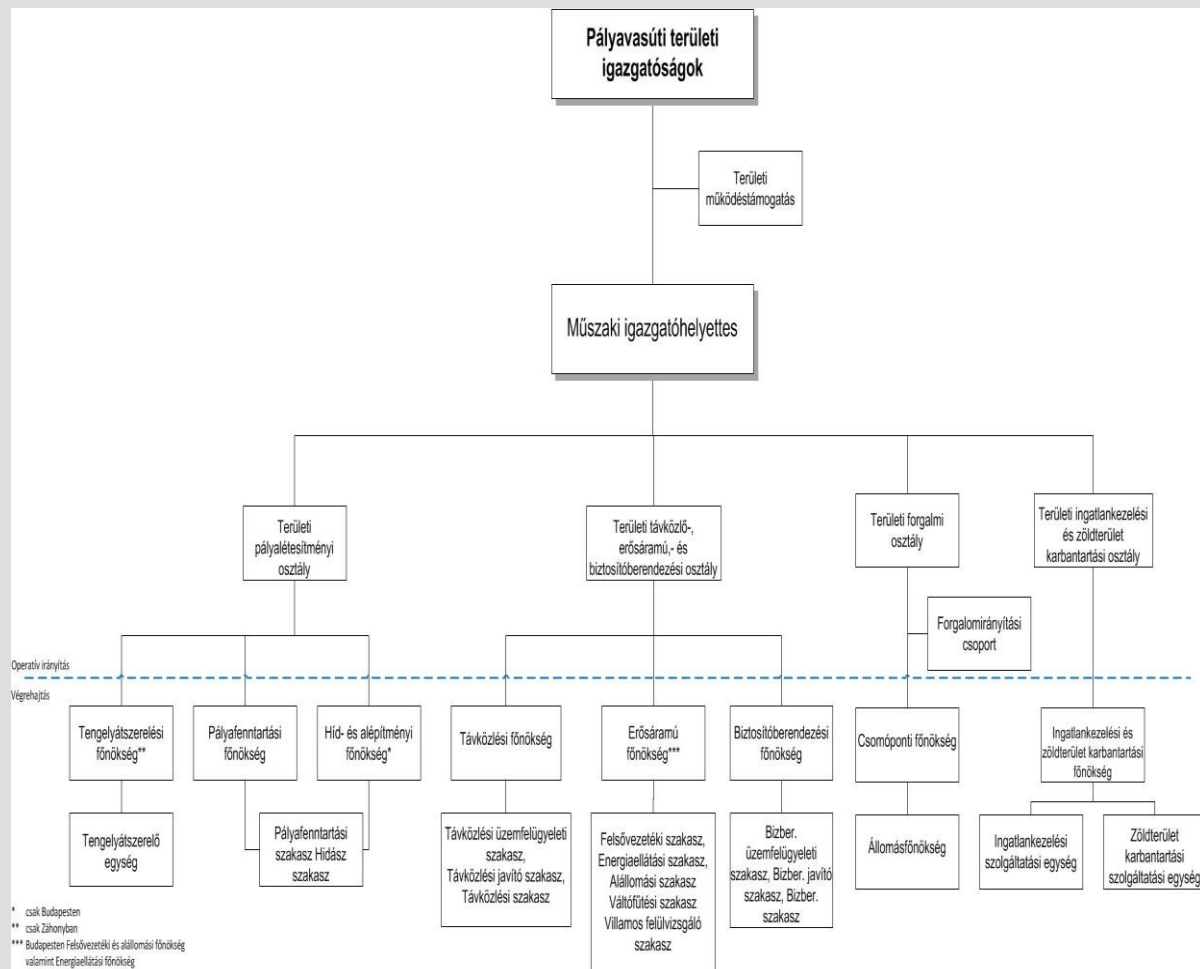 Pályavasúti területi
igazgatóságok
Területi
működéstámogatás
Műszaki igazgatóhelyettes
Területi
pályalétesítményi
osztály
Területi távközlő-,
erősáramú,- és
biztosítóberendezési osztály
Területi forgalmi
osztály
Területi ingatlankezelési
és zöldterület
karbantartási osztály
Forgalomirányítási
csoport
Operatív irányítás
Végrehajtás
Tengelyátszerelési
főnökség**
Pályafenntartási
főnökség
Híd- és alépítményi
főnökség*
Távközlési főnökség
Erősáramú
főnökség***
Biztosítóberendezési
főnökség
Csomóponti főnökség
Ingatlankezelési és
zöldterület karbantartási
főnökség
Tengelyátszerelő
egység
Pályafenntartási
szakasz Hidász
szakasz
Távközlési üzemfelügyeleti
szakasz,
Távközlési javító szakasz,
Távközlési szakasz
Felsővezetéki szakasz,
Energiaellátási szakasz,
Alállomási szakasz
Váltófűtési szakasz
Villamos felülvizsgáló
szakasz
Bizber.
üzemfelügyeleti
szakasz, Bizber. javító
szakasz, Bizber.
szakasz
Állomásfőnökség
Ingatlankezelési
szolgáltatási egység
Zöldterület
karbantartási
szolgáltatási egység
* csak Budapesten
** csak Záhonyban
*** Budapesten Felsővezetéki és alállomási főnökség
valamint Energiaellátási főnökség